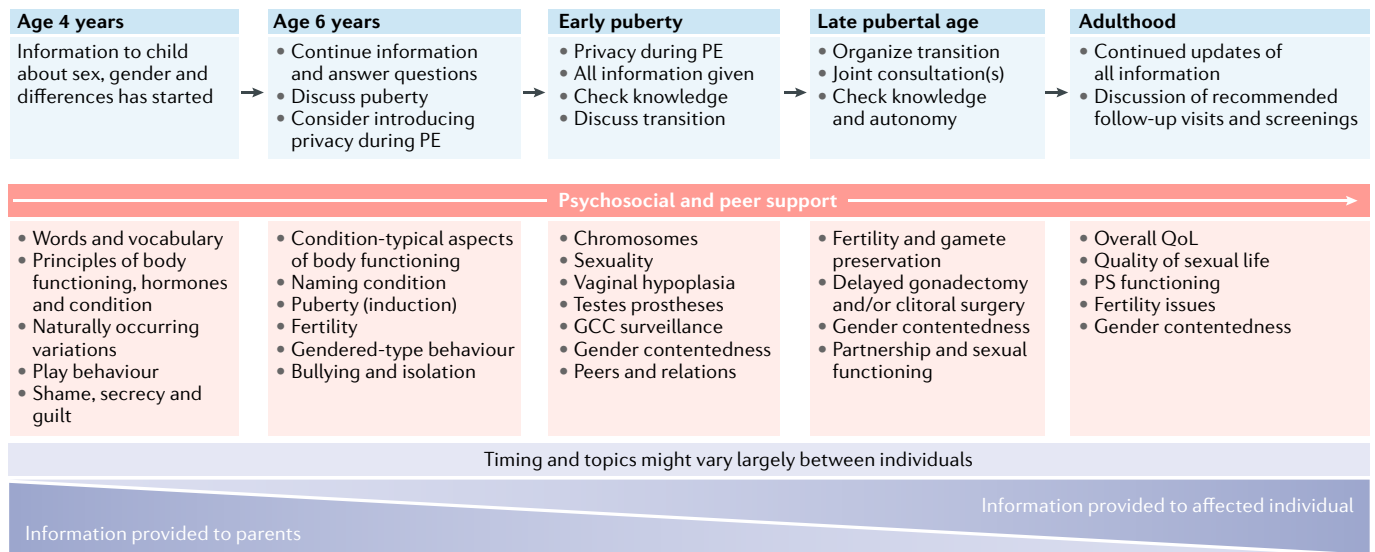 Age 4 years
Information to child
about sex, gender and
differences has started
Age 6 years
• Continue information
and answer questions
• Discuss puberty
• Consider introducing
privacy during PE
Early puberty
• Privacy during PE
• All information given
• Check knowledge
• Discuss transition
Late pubertal age
• Organize transition
• Joint consultation(s)
• Check knowledge
and autonomy
Adulthood
• Continued updates of
all information
• Discussion of recommended
follow-up visits and screenings
Psychosocial and peer support
• Words and vocabulary
• Principles of body
functioning, hormones
and condition
• Naturally occurring
variations
• Play behaviour
• Shame, secrecy and
guilt
• Condition-typical aspects
of body functioning
• Naming condition
• Puberty (induction)
• Fertility
• Gendered-type behaviour
• Bullying and isolation
• Chromosomes
• Sexuality
• Vaginal hypoplasia
• Testes prostheses
• GCC surveillance
• Gender contentedness
• Peers and relations
• Fertility and gamete
preservation
• Delayed gonadectomy
and/or clitoral surgery
• Gender contentedness
• Partnership and sexual
functioning
• Overall QoL
• Quality of sexual life
• PS functioning
• Fertility issues
• Gender contentedness
Timing and topics might vary largely between individuals
Information provided to affected individual
Information provided to parents